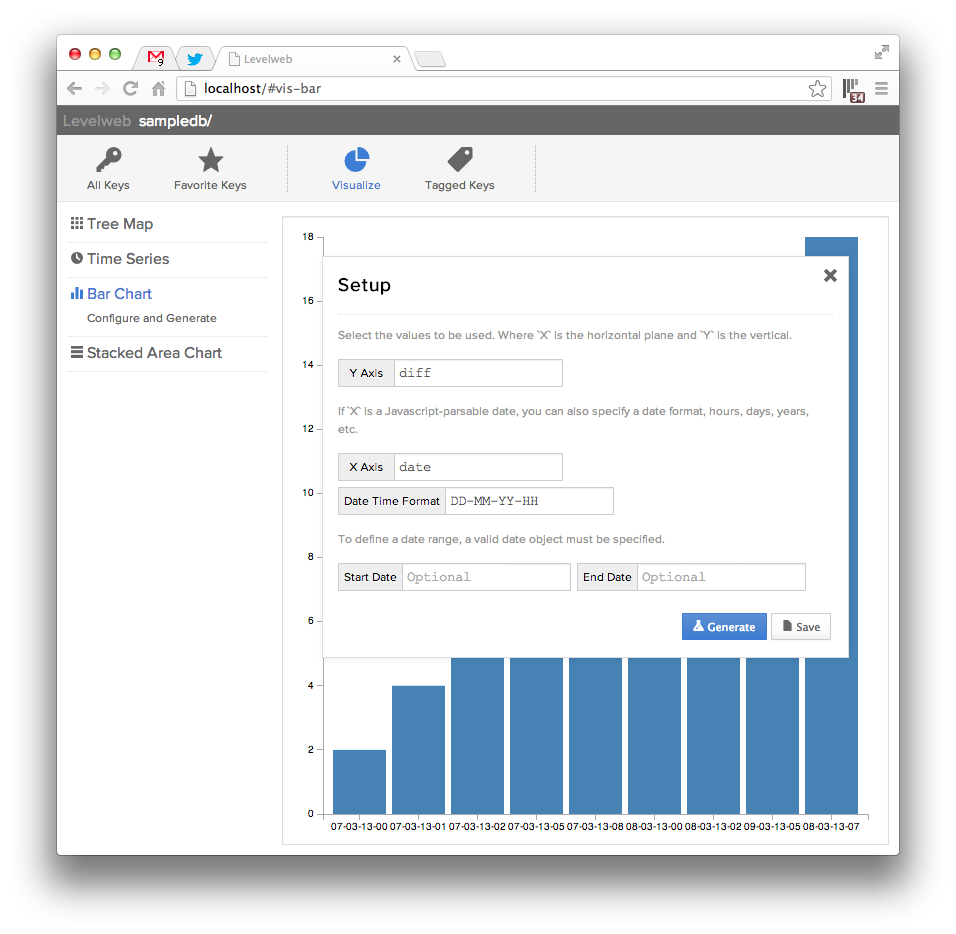 9
Levelweb
localhost/#vis-bar
34
Levelweb sampledb/
All Keys
Favorite Keys
Visualize
Tagged Keys
Tree Map
Time Series
Bar Chart
Configure and Generate
Stacked Area Chart
18
16
14
12
10
8
6
4
2
0
Setup
Select the values to be used. Where `X` is the horizontal plane and `Y` is the vertical.
Y Axis diff
If `X` is a Javascript-parsable date, you can also specify a date format, hours, days, years,
etc.
X Axis date
Date Time Format DD-MM-YY-HH
To define a date range, a valid date object must be specified.
Start Date Optional End Date Optional
Generate Save
07-03-13-00 07-03-13-01 07-03-13-02 07-03-13-05 07-03-13-08 08-03-13-00 08-03-13-02 09-03-13-05 08-03-13-07